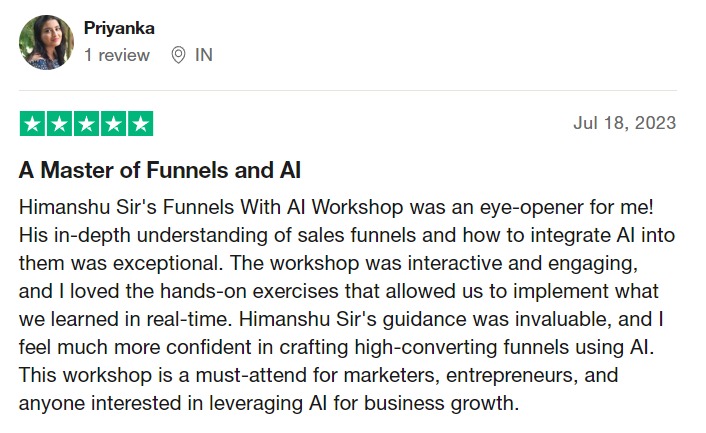 Priyanka
1 review IN
Jul 18, 2023
A Master of Funnels and AI
Himanshu Sir's Funnels With AI Workshop was an eye-opener for me!
His in-depth understanding of sales funnels and how to integrate AI into
them was exceptional. The workshop was interactive and engaging,
and I loved the hands-on exercises that allowed us to implement what
we learned in real-time. Himanshu Sir's guidance was invaluable, and I
feel much more confident in crafting high-converting funnels using AI.
This workshop is a must-attend for marketers, entrepreneurs, and
anyone interested in leveraging AI for business growth.